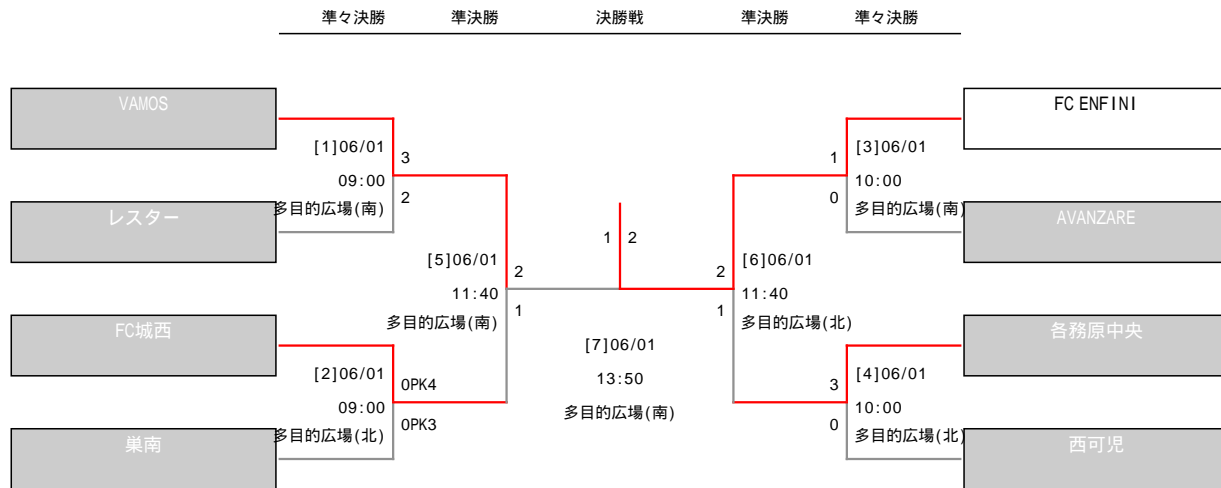 準々決勝 準決勝 決勝戦 準決勝 準々決勝
VAMOS
FC ENFINI
[1]06/01
3
09:00
2
多目的広場(南)
レスター
1
[3]06/01
10:00
0
多目的広場(南)
AVANZARE
1 2
[5]06/01
2
11:40
1
多目的広場(南)
2
[6]06/01
11:40
1
多目的広場(北)
FC城西
各務原中央
[7]06/01
13:50
多目的広場(南)
[2]06/01
0PK4
09:00
0PK3
多目的広場(北)
巣南
3
[4]06/01
10:00
0
多目的広場(北)
西可児